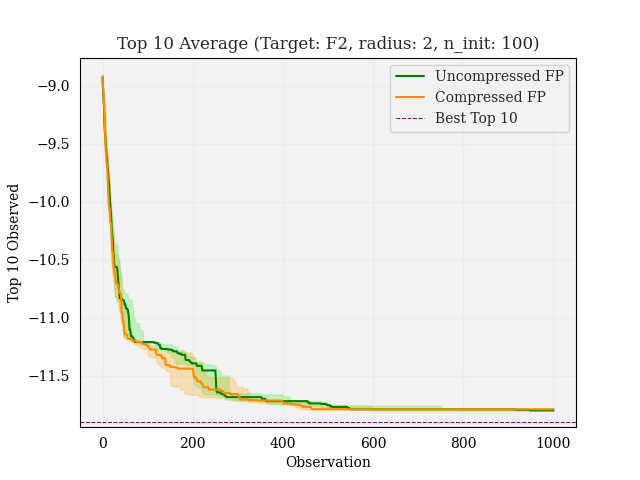 Top 10 Average (Target: F2, radius: 2, n_init: 100)
Uncompressed FP
Compressed FP
Best Top 10
Top 10 Observed
−9.0
−9.5
−10.0
−10.5
−11.0
−11.5
0 200 400 600 800 1000
Observation